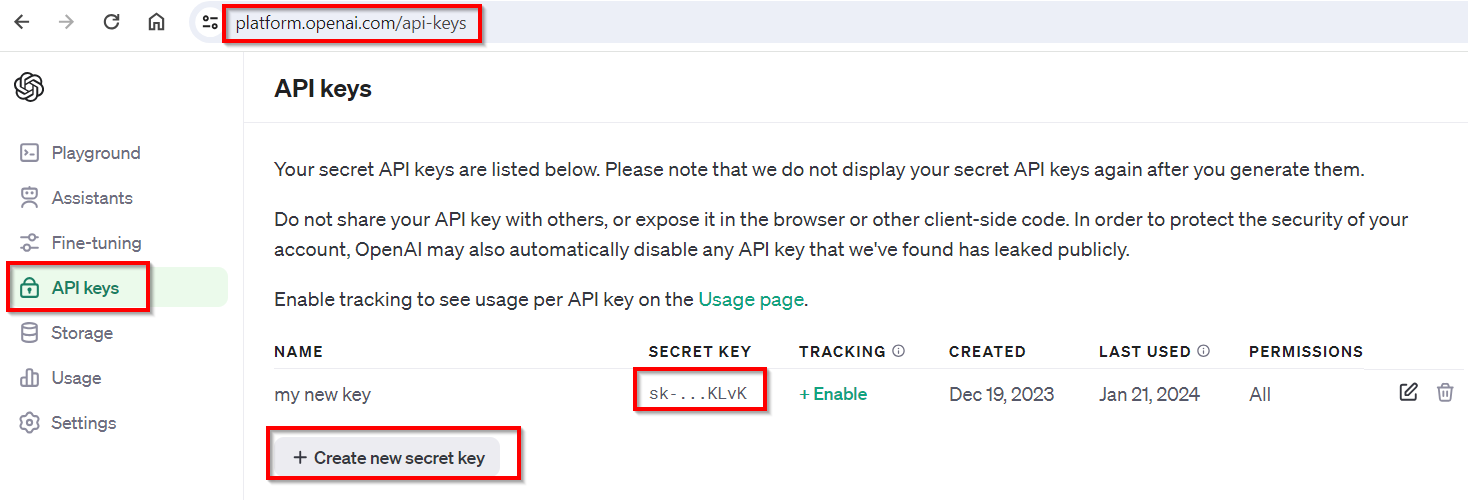 platform.openai.com/api-keys
API keys
Playground
Assistants
Fine-tuning
API keys
Storage
Usage
Settings
Your secret API keys are listed below. Please note that we do not display your secret API keys again after you generate them.
Do not share your API key with others, or expose it in the browser or other client-side code. In order to protect the security of your
account, OpenAI may also automatically disable any API key that we've found has leaked publicly.
Enable tracking to see usage per API key on the Usage page.
NAME SECRET KEY TRACKING CREATED LAST USED PERMISSIONS
my new key sk-...KLvK + Enable Dec 19, 2023 Jan 21, 2024 All
+ Create new secret key